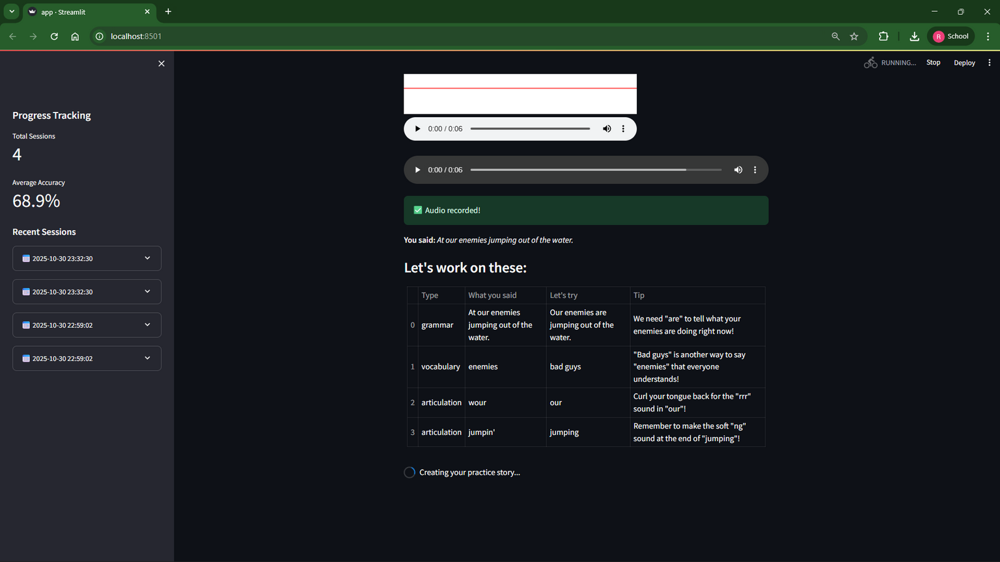 app · Streamlit
localhost:8501
R School
Progress Tracking
Total Sessions
4
Average Accuracy
68.9%
Recent Sessions
2025-10-30 23:32:30
2025-10-30 23:32:30
2025-10-30 22:59:02
2025-10-30 22:59:02
RUNNING... Stop Deploy
0:00 / 0:06
0:00 / 0:06
Audio recorded!
You said: At our enemies jumping out of the water.
Let's work on these:
Type What you said Let's try Tip
0 grammar At our enemies jumping out of the water. Our enemies are jumping out of the water. We need "are" to tell what your enemies are doing right now!
1 vocabulary enemies bad guys "Bad guys" is another way to say "enemies" that everyone understands!
2 articulation wour our Curl your tongue back for the "rrr" sound in "our"!
3 articulation jumpin' jumping Remember to make the soft "ng" sound at the end of "jumping"!
Creating your practice story...